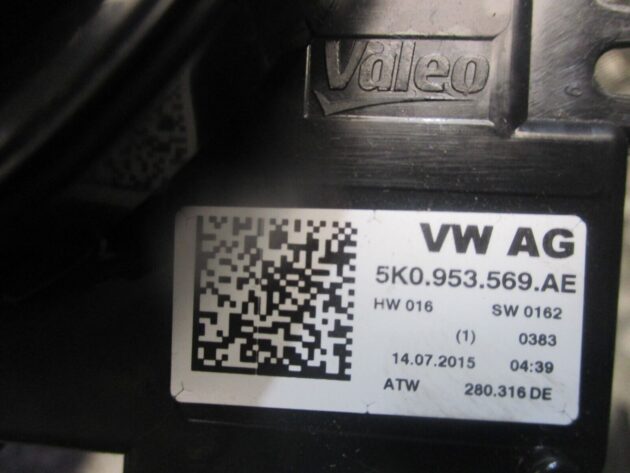 Valeo
VW AG
5K0.953.569.AE
HW 016 SW 0162
(1) 0383
14.07.2015 04:39
ATW 280.316 DE